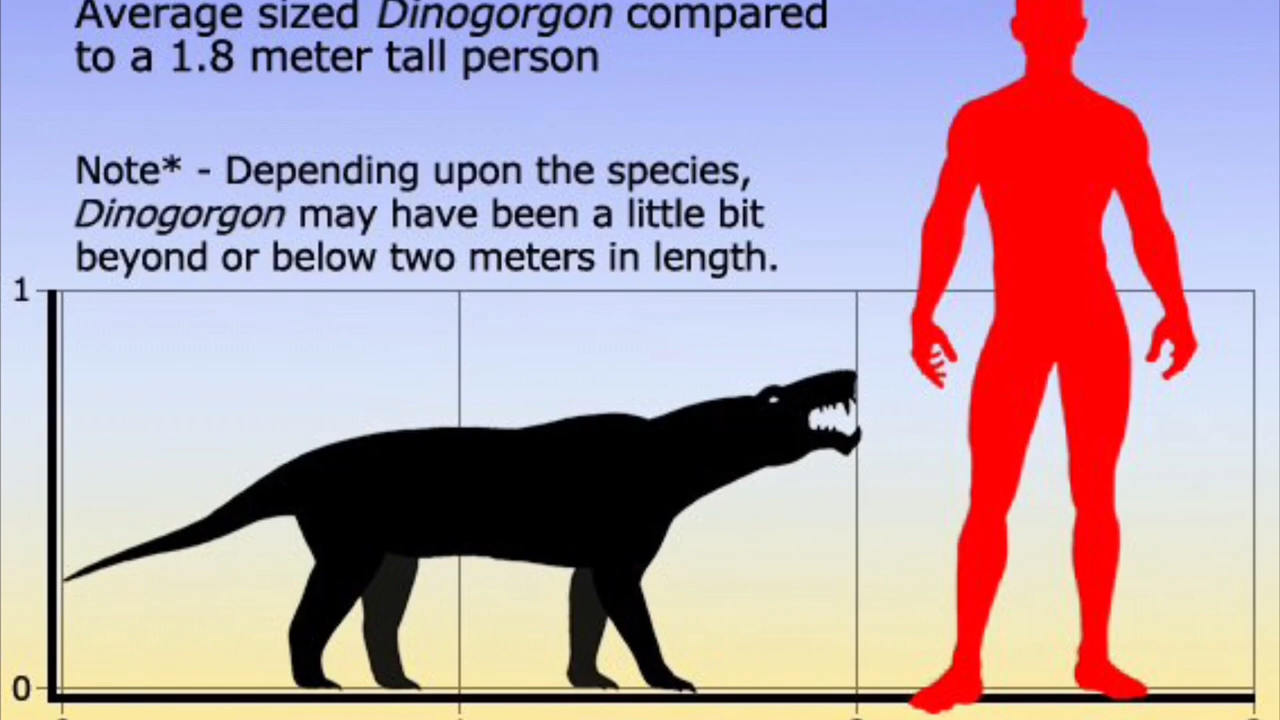 Average sized Dinogorgon compared
to a 1.8 meter tall person
Note* - Depending upon the species,
Dinogorgon may have been a little bit
beyond or below two meters in length.
1
0